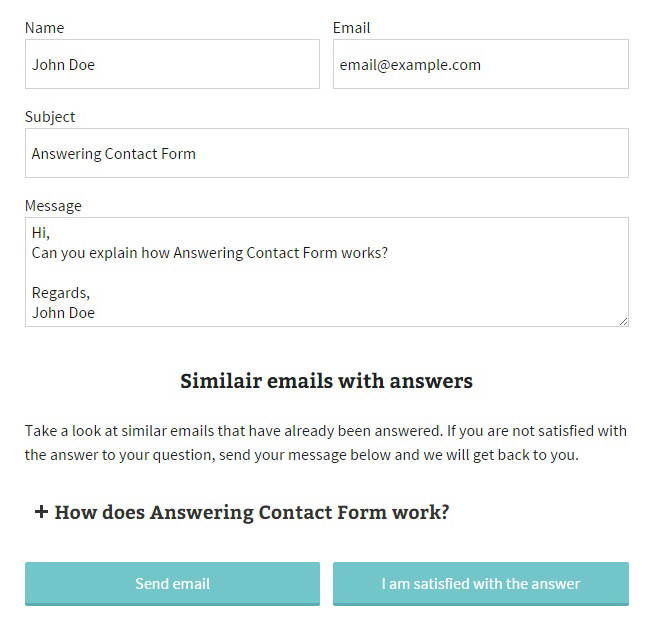 Name
Email
John Doe
email@example.com
Subject
Answering Contact Form
Message
Hi,
Can you explain how Answering Contact Form works?
Regards,
John Doe
Similair emails with answers
Take a look at similar emails that have already been answered. If you are not satisfied with
the answer to your question, send your message below and we will get back to you.
+ How does Answering Contact Form work?
Send email
I am satisfied with the answer